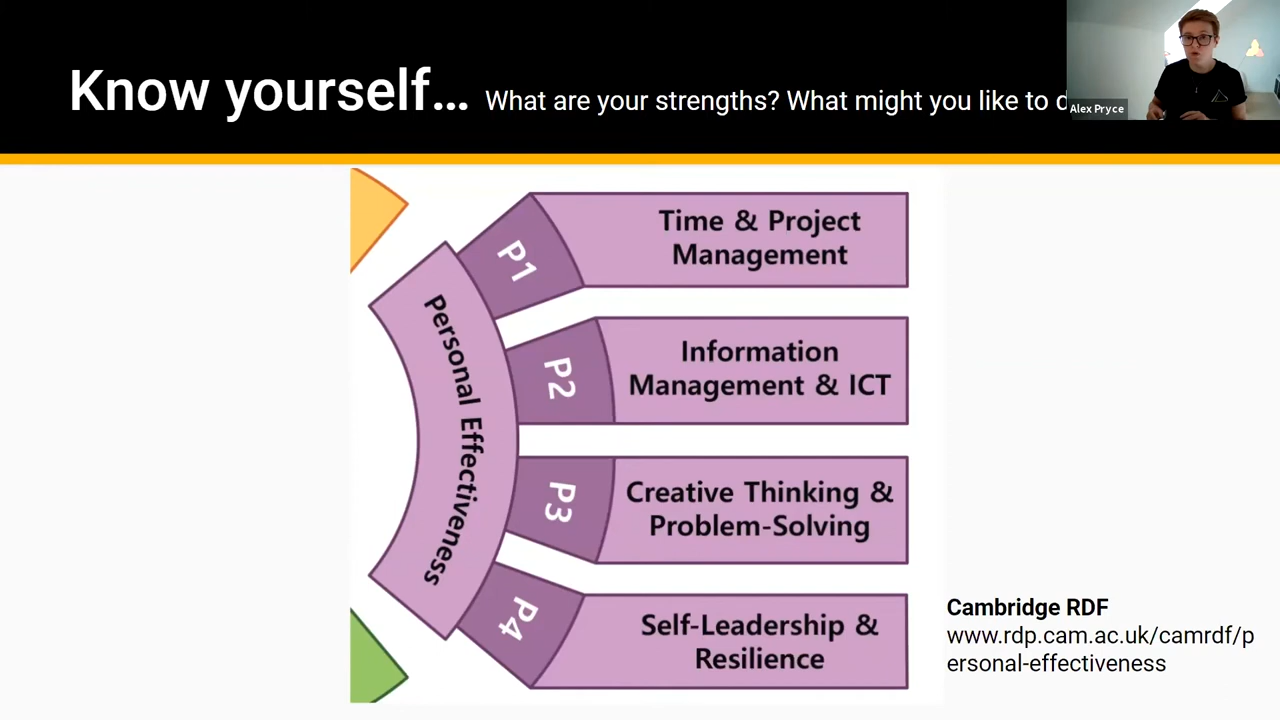 Know yourself... What are your strengths? What might you like to d
Alex Pryce
P1
Time & Project
Management
Personal Effectiveness
P2
Information
Management & ICT
P3
Creative Thinking &
Problem-Solving
P4
Self-Leadership &
Resilience
Cambridge RDF
www.rdp.cam.ac.uk/camrdf/p
ersonal-effectiveness